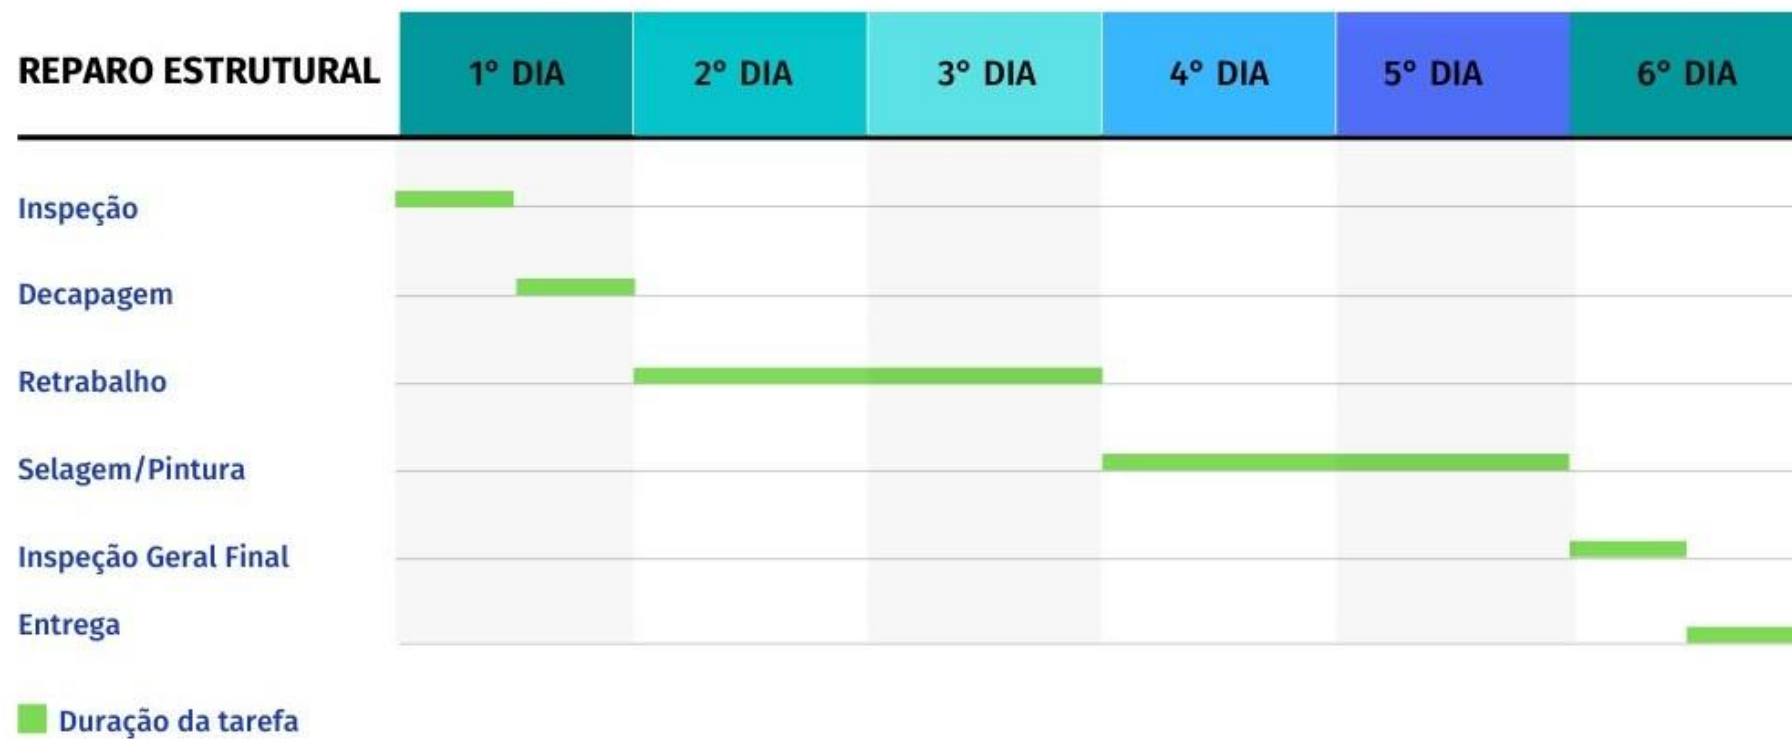 REPARO ESTRUTURAL 1° DIA 2° DIA 3° DIA 4° DIA 5° DIA 6° DIA
Inspeção
Decapagem
Retrabalho
Selagem/Pintura
Inspeção Geral Final
Entrega
Duração da tarefa